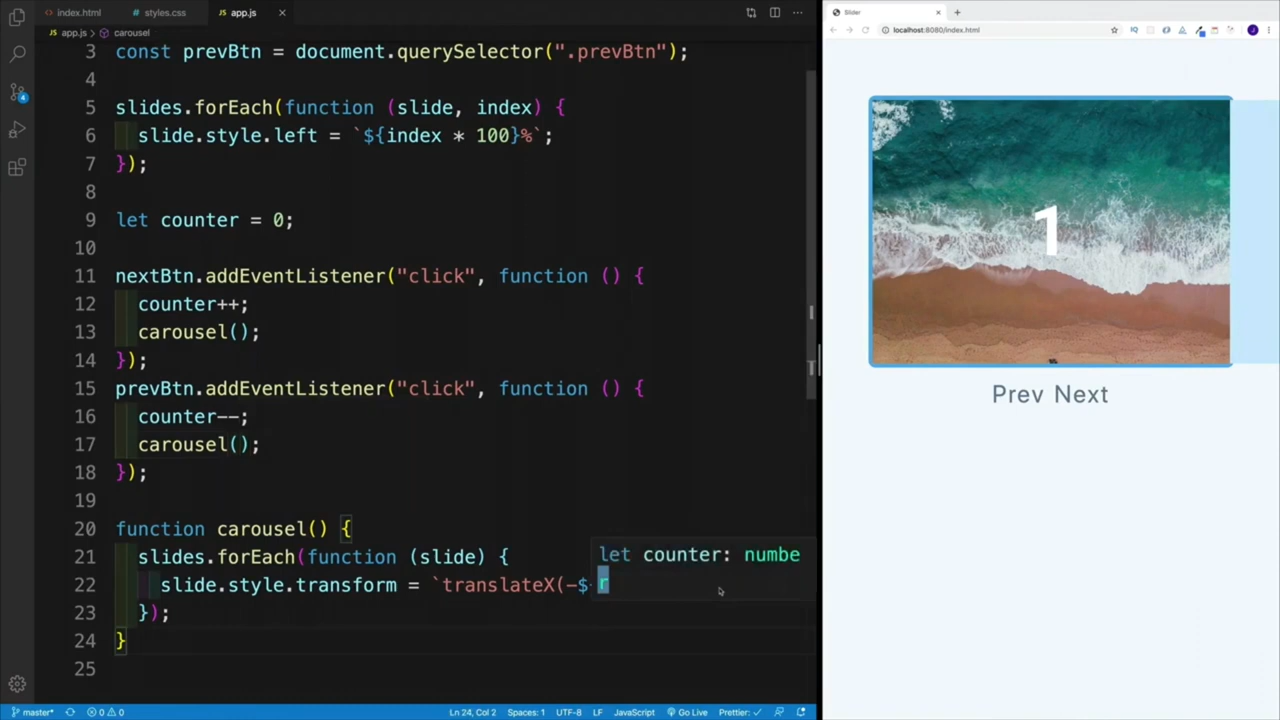 index.html
styles.css
app.js
app.js
carousel
3 const prevBtn = document.querySelector(".prevBtn");
4
5 slides.forEach(function (slide, index) {
6 slide.style.left = `${index * 100}%`;
7 });
8
9 let counter = 0;
10
11 nextBtn.addEventListener("click", function () {
12 counter++;
13 carousel();
14 });
15 prevBtn.addEventListener("click", function () {
16 counter--;
17 carousel();
18 });
19
20 function carousel() {
21 slides.forEach(function (slide) {
22 slide.style.transform = `translateX(-$
23 });
24 }
25
let counter: numbe
r
4
master*
0 0
Ln 24, Col 2
Spaces: 1
UTF-8
LF
JavaScript
Go Live
Prettier: ✓
Slider
localhost:8080/index.html
J
1
Prev Next